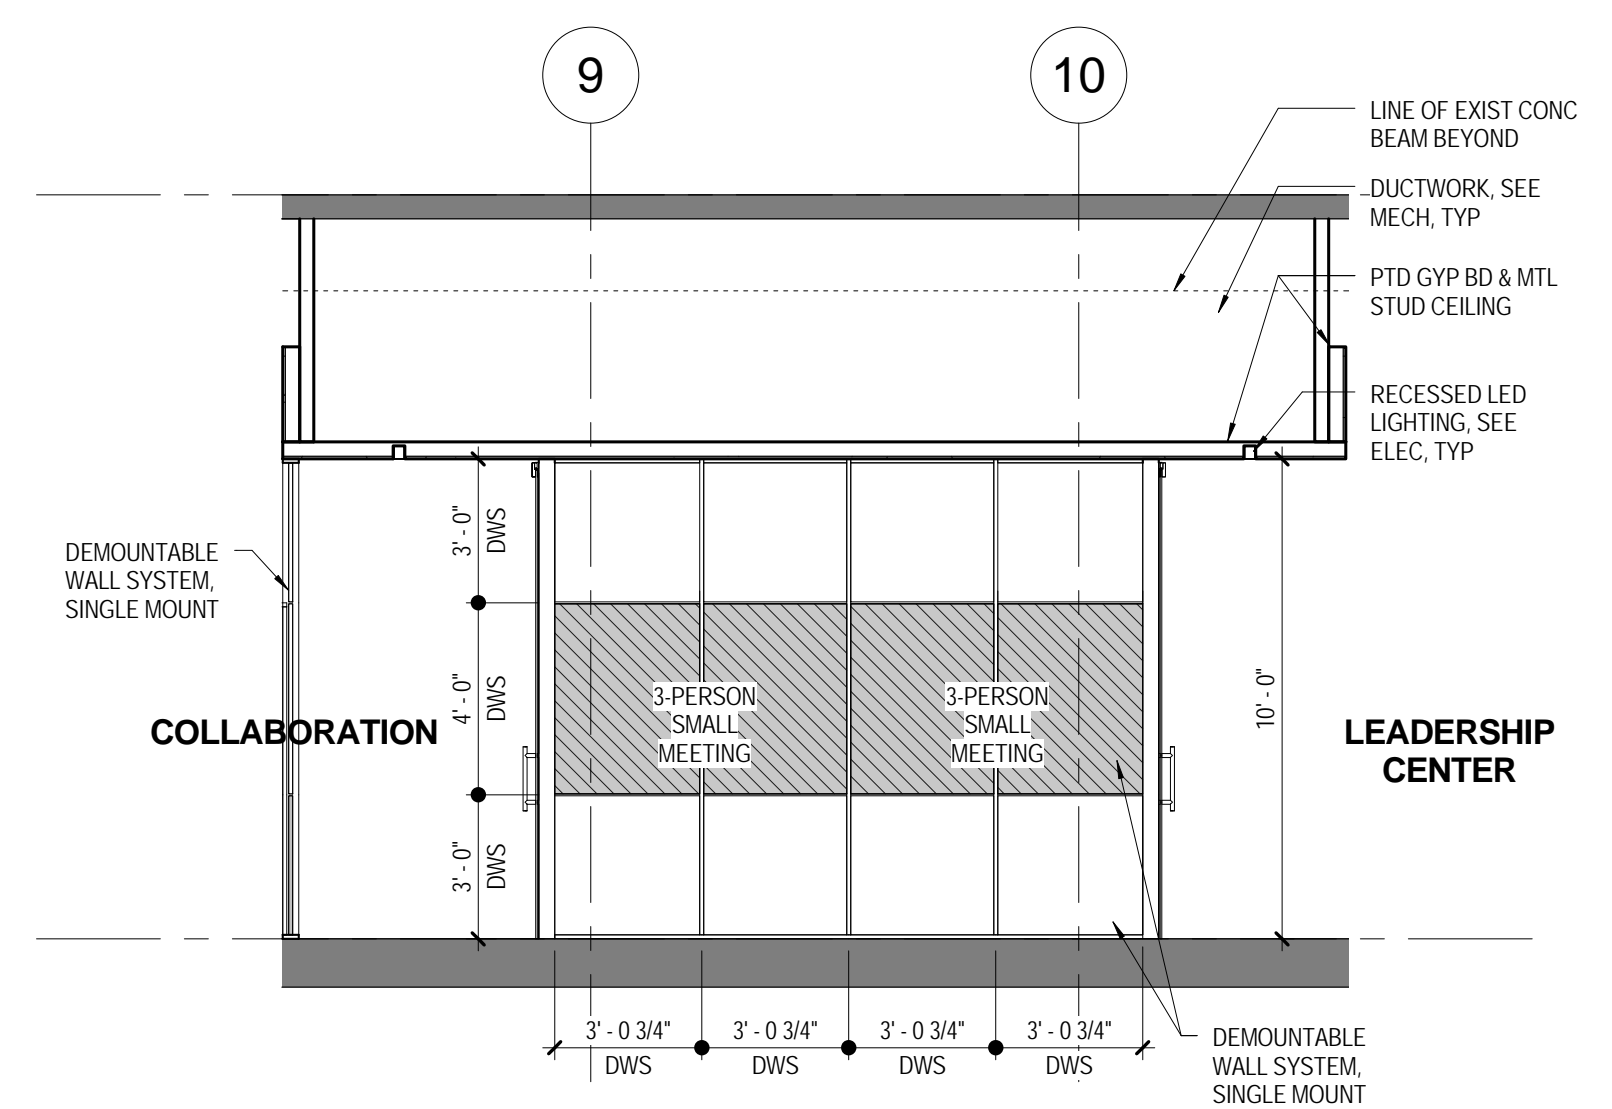 9
10
LINE OF EXIST CONC
BEAM BEYOND
DUCTWORK, SEE
MECH, TYP
PTD GYP BD & MTL
STUD CEILING
RECESSED LED
LIGHTING, SEE
ELEC, TYP
DEMOUNTABLE
WALL SYSTEM,
SINGLE MOUNT
3' - 0"
DWS
4' - 0"
DWS
3' - 0"
DWS
COLLABORATION
3-PERSON
SMALL
MEETING
3-PERSON
SMALL
MEETING
10' - 0"
LEADERSHIP
CENTER
3' - 0 3/4"
DWS
3' - 0 3/4"
DWS
3' - 0 3/4"
DWS
3' - 0 3/4"
DWS
DEMOUNTABLE
WALL SYSTEM,
SINGLE MOUNT